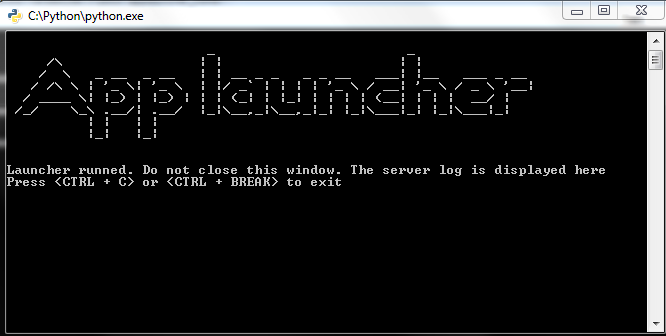 C:\Python\python.exe
App launcher
Launcher runned. Do not close this window. The server log is displayed here
Press <CTRL + C> or <CTRL + BREAK> to exit